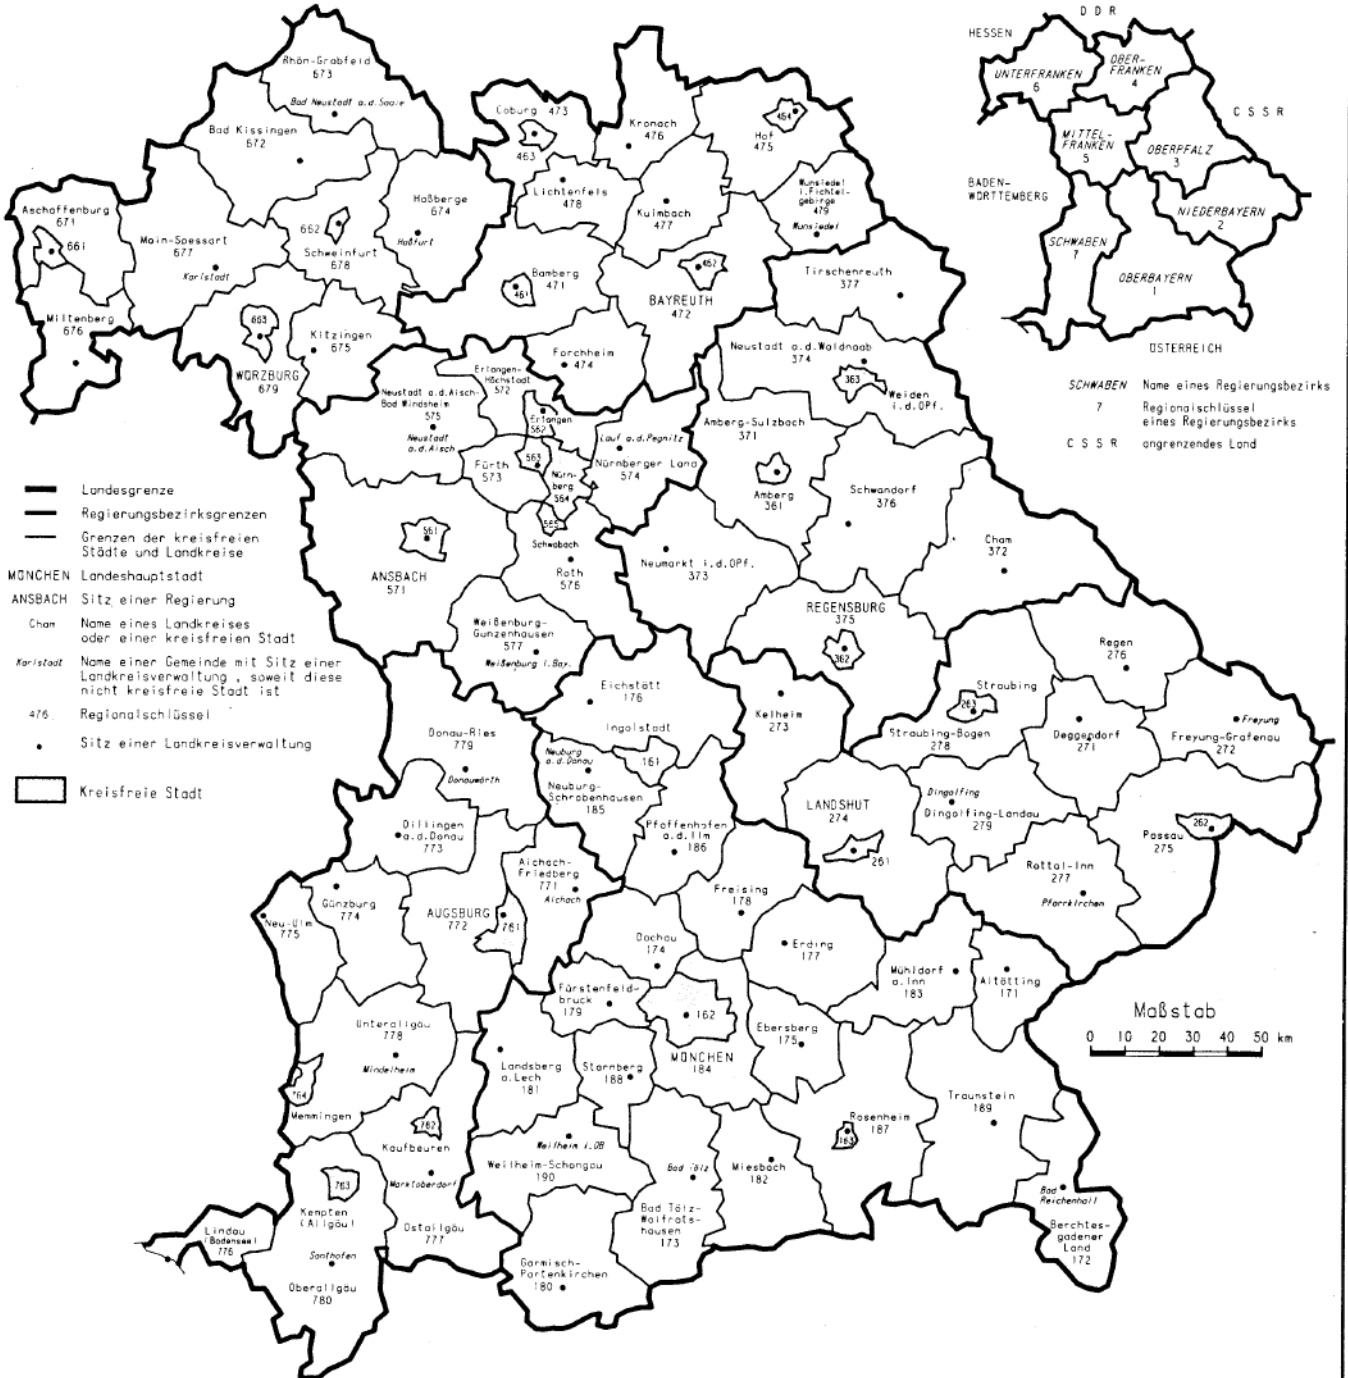 Rhön-Grabfeld
673
Bad Neustadt a.d.Saale
Bad Kissingen
672
Aschaffenburg
671
661
Main-Spessart
677
Karlstadt
Miltenberg
676
662
Schweinfurt
678
Haßberge
674
Haßfurt
663
WÜRZBURG
679
Kitzingen
675
Coburg 473
463
Kronach
476
464
Hof
475
Lichtenfels
478
Kulmbach
477
Wunsiedel
i.Fichtel-
gebirge
479
Wunsiedel
Bamberg
471
461
462
BAYREUTH
472
Forchheim
474
Tirschenreuth
377
Neustadt a.d.Waldnaab
374
363
Weiden
i.d.OPf.
Erlangen-
Höchstadt
572
Neustadt a.d.Aisch-
Bad Windsheim
575
Neustadt
a.d.Aisch
Erlangen
562
563
Fürth
573
Nürn-
berg
564
Lauf a.d.Pegnitz
Nürnberger Land
574
565
Schwabach
Roth
576
561
ANSBACH
571
Weißenburg-
Gunzenhausen
577
Weißenburg i.Bay.
Amberg-Sulzbach
371
Amberg
361
Schwandorf
376
Cham
372
Neumarkt i.d.OPf.
373
REGENSBURG
375
362
Regen
276
Straubing
263
Straubing-Bogen
278
Deggendorf
271
Freyung
Freyung-Grafenau
272
Kelheim
273
LANDSHUT
274
261
Dingolfing
Dingolfing-Landau
279
Rottal-Inn
277
Pfarrkirchen
262
Passau
275
Eichstätt
176
Ingolstadt
161
Neuburg
a.d.Donau
Neuburg-
Schrobenhausen
185
Pfaffenhofen
a.d.Ilm
186
Donau-Ries
779
Donauwörth
Dillingen
a.d.Donau
773
Aichach-
Friedberg
771
Aichach
Neu-Ulm
775
Günzburg
774
AUGSBURG
772
761
Freising
178
Dachau
174
Erding
177
Mühldorf
a.Inn
183
Altötting
171
Fürstenfeld-
bruck
179
162
MÜNCHEN
184
Ebersberg
175
Unterallgäu
778
Mindelheim
764
Memmingen
Landsberg
a.Lech
181
Starnberg
188
Traunstein
189
Rosenheim
187
163
762
Kaufbeuren
Marktoberdorf
Weilheim i.OB
Weilheim-Schongau
190
Bad Tölz
Bad Tölz-
Wolfrats-
hausen
173
Miesbach
182
Bad
Reichenhall
Berchtes-
gadener
Land
172
763
Kempten
(Allgäu)
Lindau
(Bodensee)
776
Ostallgäu
777
Sonthofen
Oberallgäu
780
Garmisch-
Partenkirchen
180
D D R
HESSEN
UNTERFRANKEN
6
OBER-
FRANKEN
4
C S S R
MITTEL-
FRANKEN
5
OBERPFALZ
3
BADEN-
WÜRTTEMBERG
NIEDERBAYERN
2
SCHWABEN
7
OBERBAYERN
1
ÖSTERREICH
SCHWABEN Name eines Regierungsbezirks
7 Regionalschlüssel
eines Regierungsbezirks
C S S R angrenzendes Land
Landesgrenze
Regierungsbezirksgrenzen
Grenzen der kreisfreien
Städte und Landkreise
MÜNCHEN Landeshauptstadt
ANSBACH Sitz einer Regierung
Cham Name eines Landkreises
oder einer kreisfreien Stadt
Karlstadt Name einer Gemeinde mit Sitz einer
Landkreisverwaltung , soweit diese
nicht kreisfreie Stadt ist
476 Regionalschlüssel
Sitz einer Landkreisverwaltung
Kreisfreie Stadt
Maßstab
0 10 20 30 40 50 km